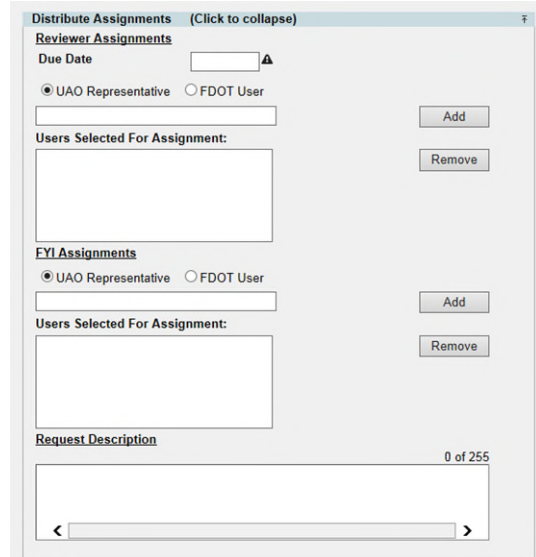 Distribute Assignments (Click to collapse)
Reviewer Assignments
Due Date
UAO Representative FDOT User
Add
Users Selected For Assignment:
Remove
FYI Assignments
UAO Representative FDOT User
Add
Users Selected For Assignment:
Remove
Request Description
0 of 255